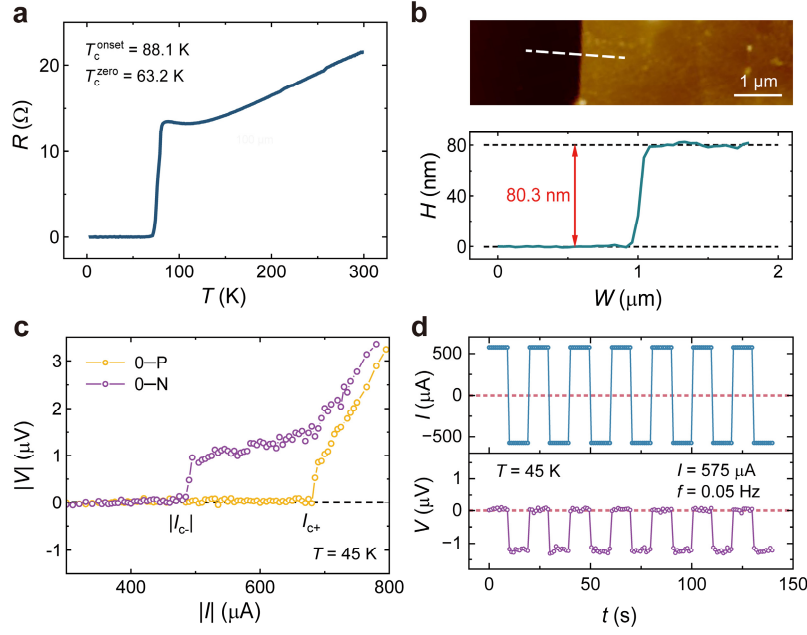 a
T_c^onset = 88.1 K
T_c^zero = 63.2 K
R (Ω)
20
10
0
0 100 200 300
T (K)
b
1 μm
H (nm)
80
40
0
80.3 nm
0 1 2
W (μm)
c
0–P
0–N
|V| (μV)
3
2
1
0
-1
|I_c-|
I_c+
T = 45 K
400 600 800
|I| (μA)
d
I (μA)
500
0
−500
T = 45 K
I = 575 μA
f = 0.05 Hz
V (μV)
1
0
−1
0 50 100 150
t (s)